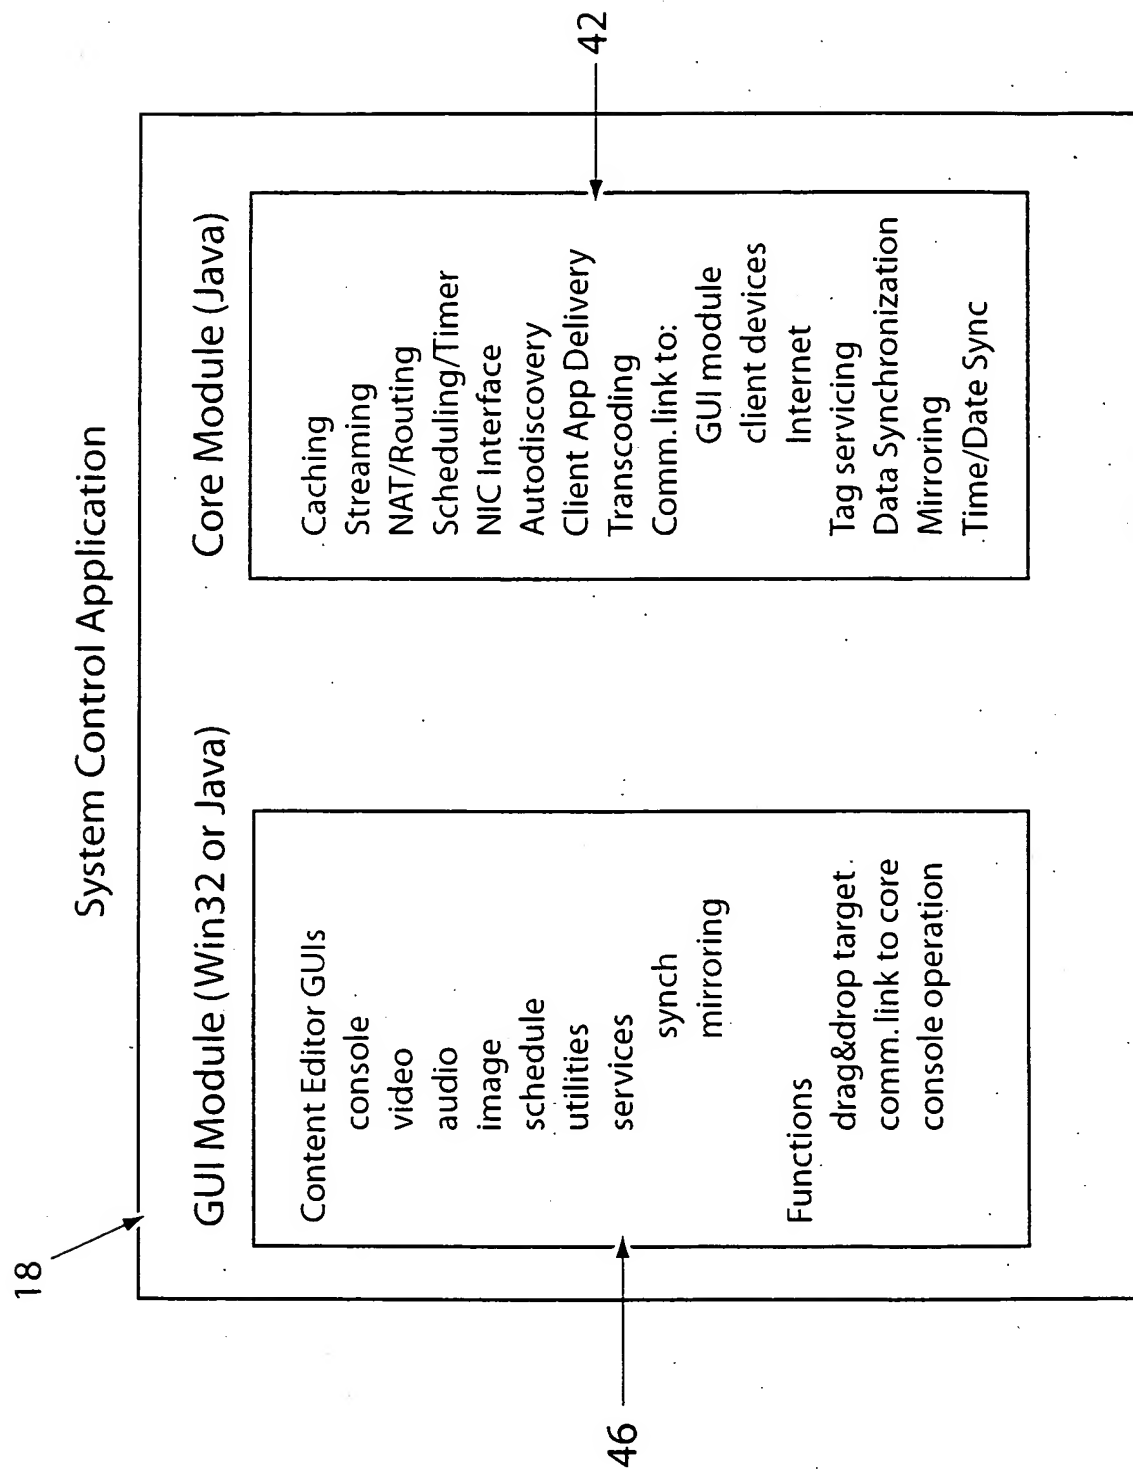 System Control Application
18
GUI Module (Win32 or Java)
Content Editor GUIs
console
video
audio
image
schedule
utilities
services
synch
mirroring
Functions
drag&drop target
comm. link to core
console operation
46
Core Module (Java)
Caching
Streaming
NAT/Routing
Scheduling/Timer
NIC Interface
Autodiscovery
Client App Delivery
Transcoding
Comm. link to:
GUI module
client devices
Internet
Tag servicing
Data Synchronization
Mirroring
Time/Date Sync
42